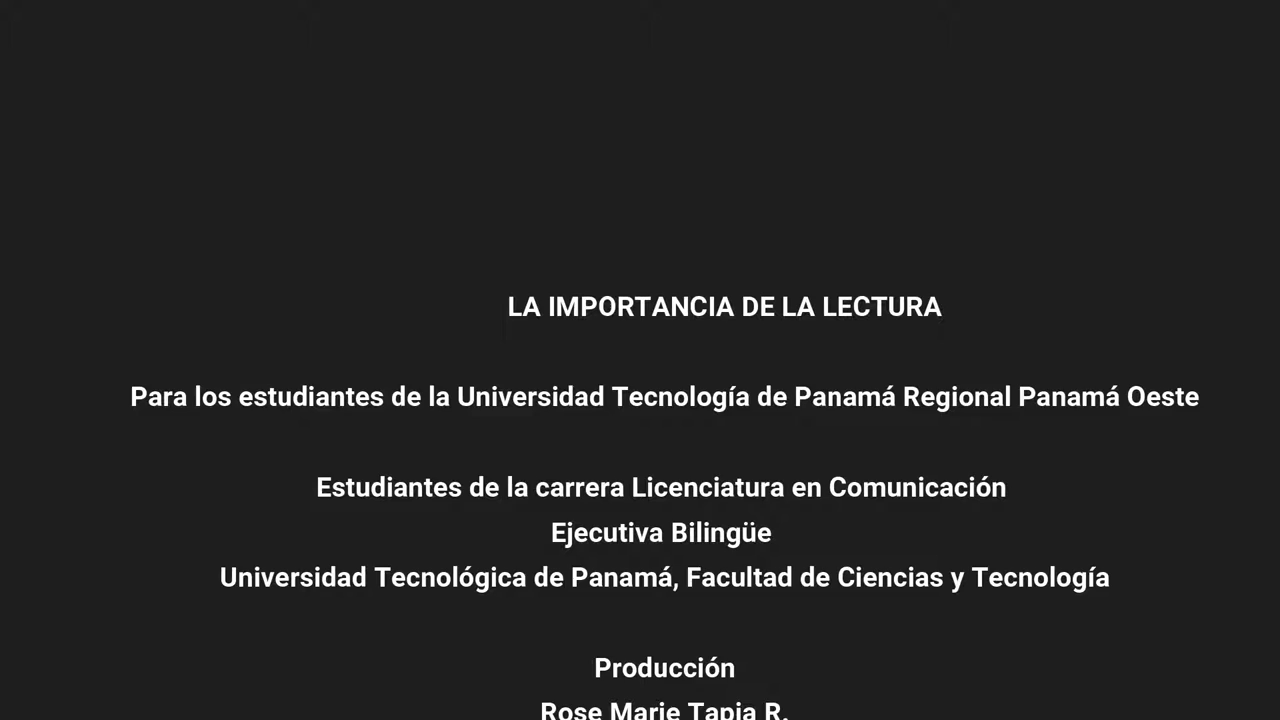 LA IMPORTANCIA DE LA LECTURA
Para los estudiantes de la Universidad Tecnología de Panamá Regional Panamá Oeste
Estudiantes de la carrera Licenciatura en Comunicación
Ejecutiva Bilingüe
Universidad Tecnológica de Panamá, Facultad de Ciencias y Tecnología
Producción
Rose Marie Tapia R.